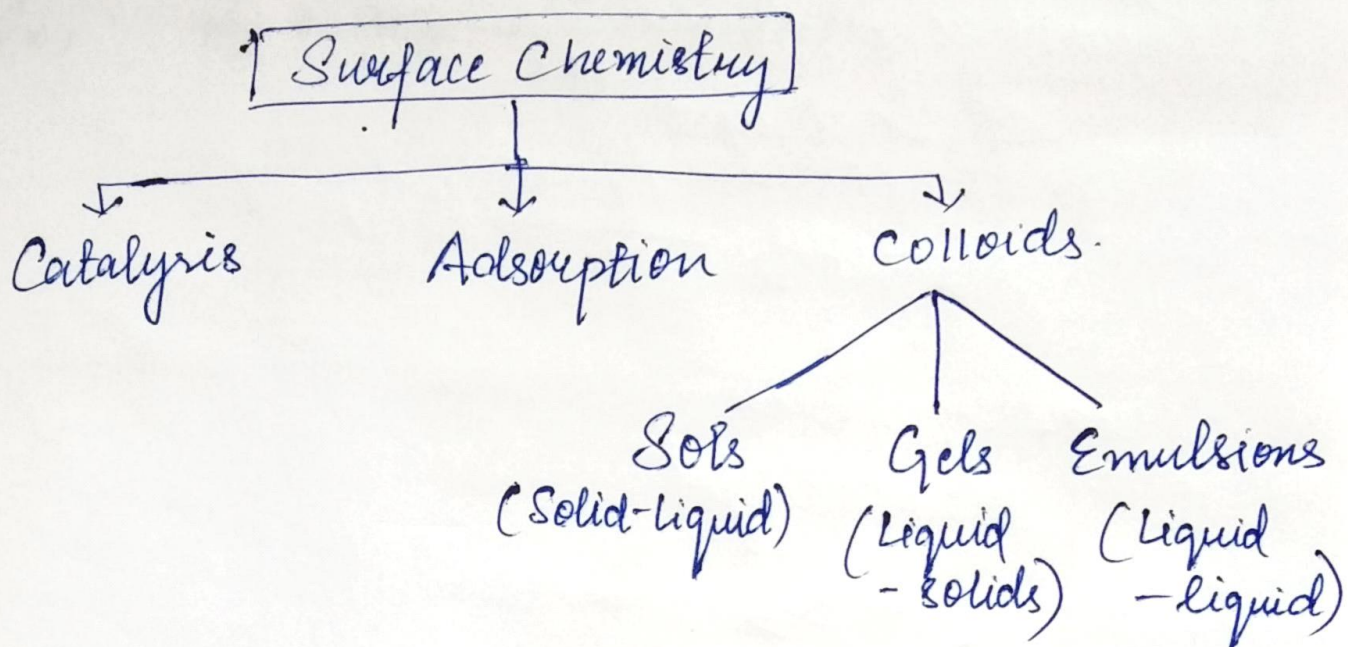 Surface Chemistry
Catalysis
Adsorption
Colloids.
Sols
(Solid-liquid)
Gels
(Liquid
- solids)
Emulsions
(Liquid
- liquid)